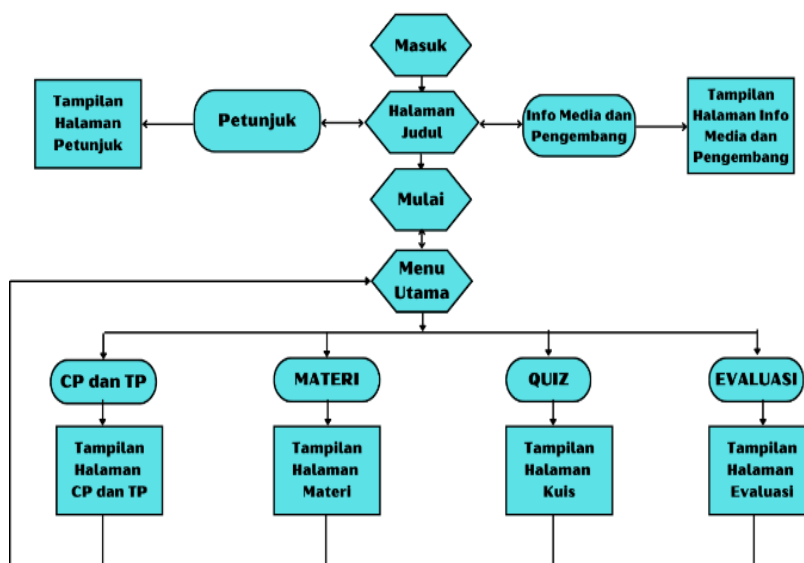 Masuk
Tampilan
Halaman
Petunjuk
Petunjuk
Halaman
Judul
Info Media dan
Pengembang
Tampilan
Halaman Info
Media dan
Pengembang
Mulai
Menu
Utama
CP dan TP
MATERI
QUIZ
EVALUASI
Tampilan
Halaman
CP dan TP
Tampilan
Halaman
Materi
Tampilan
Halaman
Kuis
Tampilan
Halaman
Evaluasi